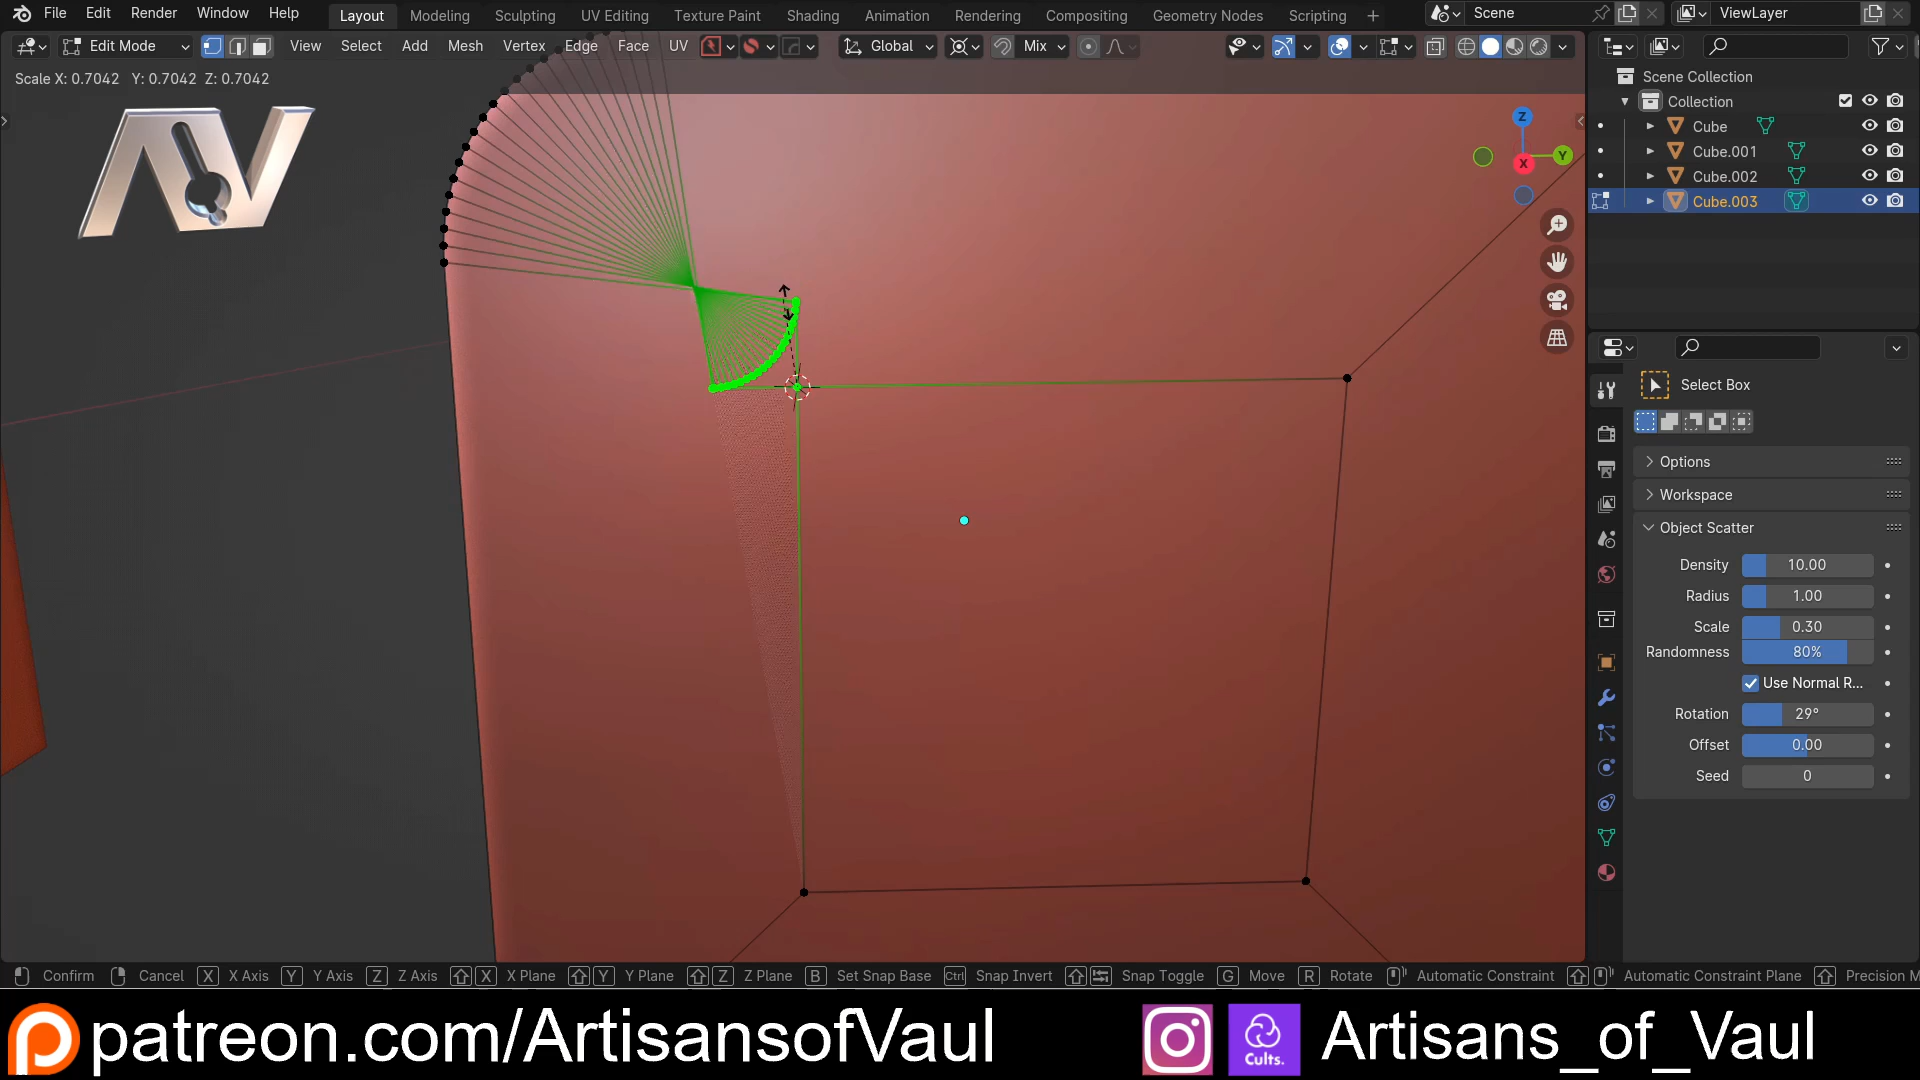 File Edit Render Window Help Layout Modeling Sculpting UV Editing Texture Paint Shading Animation Rendering Compositing Geometry Nodes Scripting + Scene ViewLayer
Edit Mode View Select Add Mesh Vertex Edge Face UV Global Mix
Scale X: 0.7042 Y: 0.7042 Z: 0.7042
AV
Z
Y
X
Scene Collection
Collection
Cube
Cube.001
Cube.002
Cube.003
Select Box
Options
Workspace
Object Scatter
Density 10.00
Radius 1.00
Scale 0.30
Randomness 80%
Use Normal R...
Rotation 29°
Offset 0.00
Seed 0
Confirm Cancel X X Axis Y Y Axis Z Z Axis X X Plane Y Y Plane Z Z Plane B Set Snap Base Ctrl Snap Invert Snap Toggle G Move R Rotate Automatic Constraint Automatic Constraint Plane Precision M
patreon.com/ArtisansofVaul
Cults.
Artisans_of_Vaul